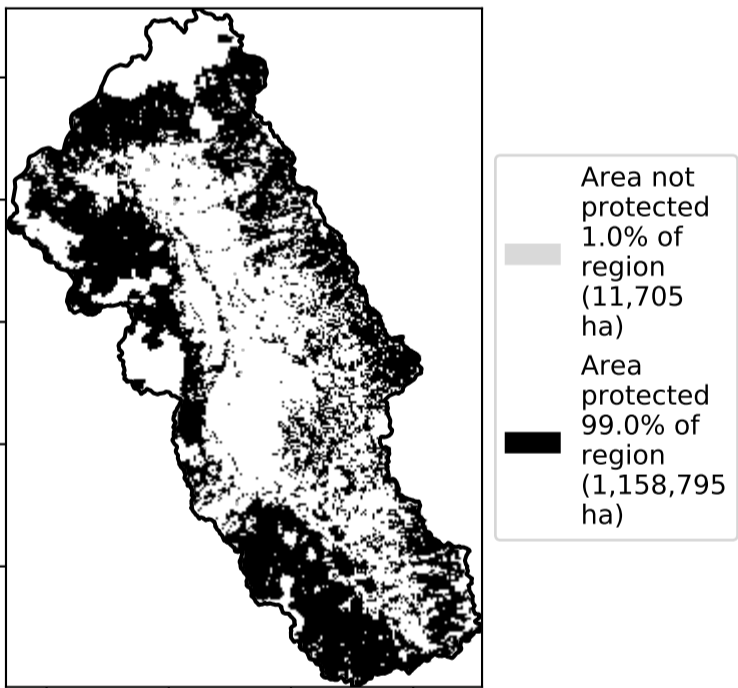 Area not
protected
1.0% of
region
(11,705
ha)
Area
protected
99.0% of
region
(1,158,795
ha)